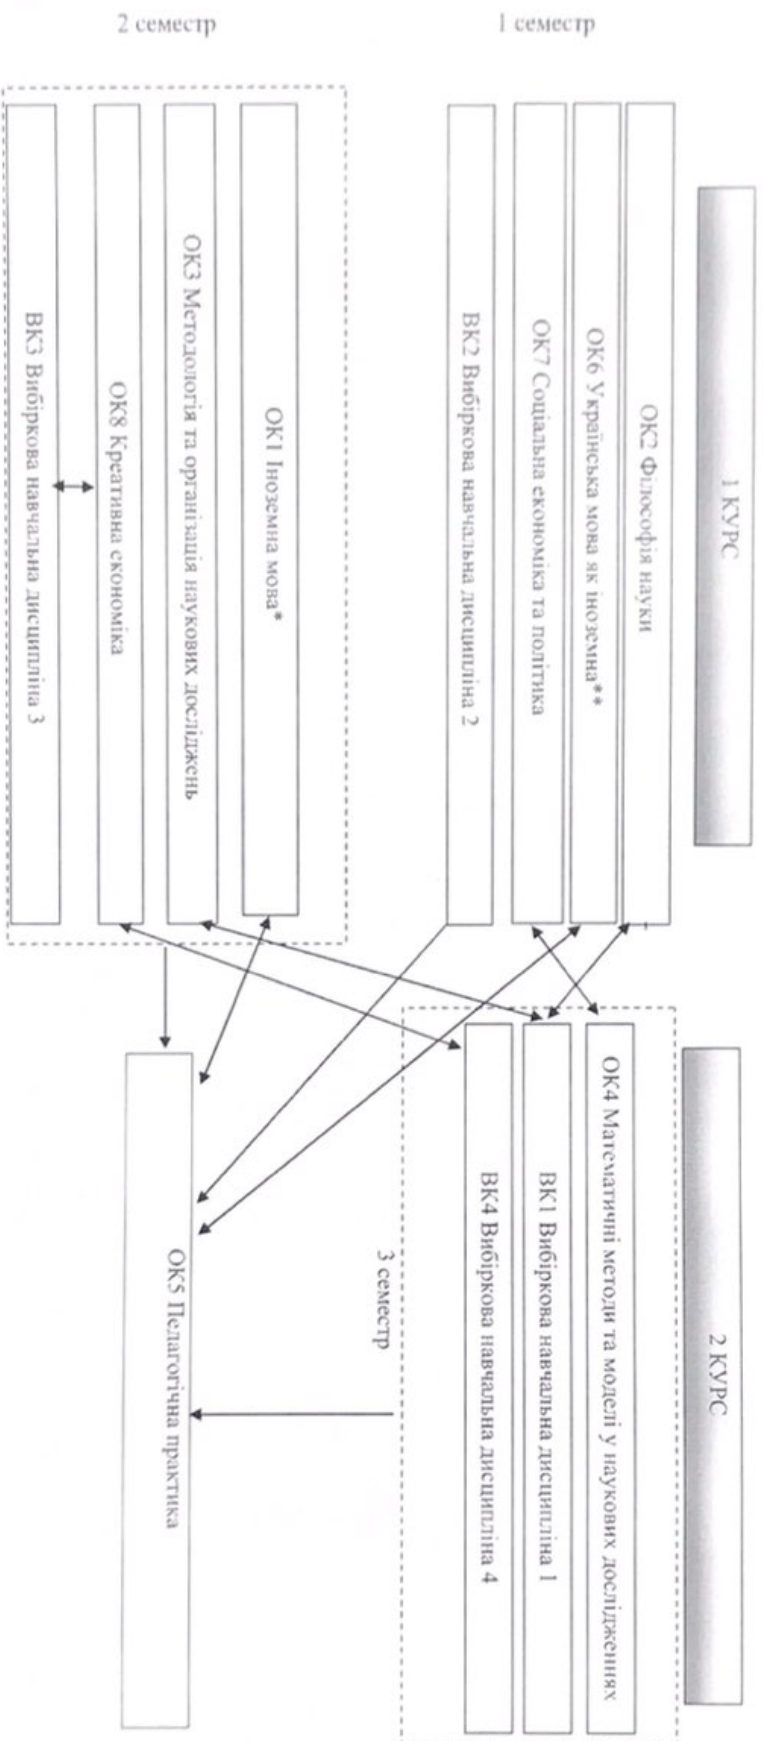 1 КУРС
1 семестр
ОК2 Філософія науки
ОК6 Українська мова як іноземна**
ОК7 Соціальна економіка та політика
ВК2 Вибіркова навчальна дисципліна 2
2 семестр
ОК1 Іноземна мова*
ОК3 Методологія та організація наукових досліджень
ОК8 Креативна економіка
ВК3 Вибіркова навчальна дисципліна 3
2 КУРС
ОК4 Математичні методи та моделі у наукових дослідженнях
ВК1 Вибіркова навчальна дисципліна 1
ВК4 Вибіркова навчальна дисципліна 4
3 семестр
ОК5 Педагогічна практика